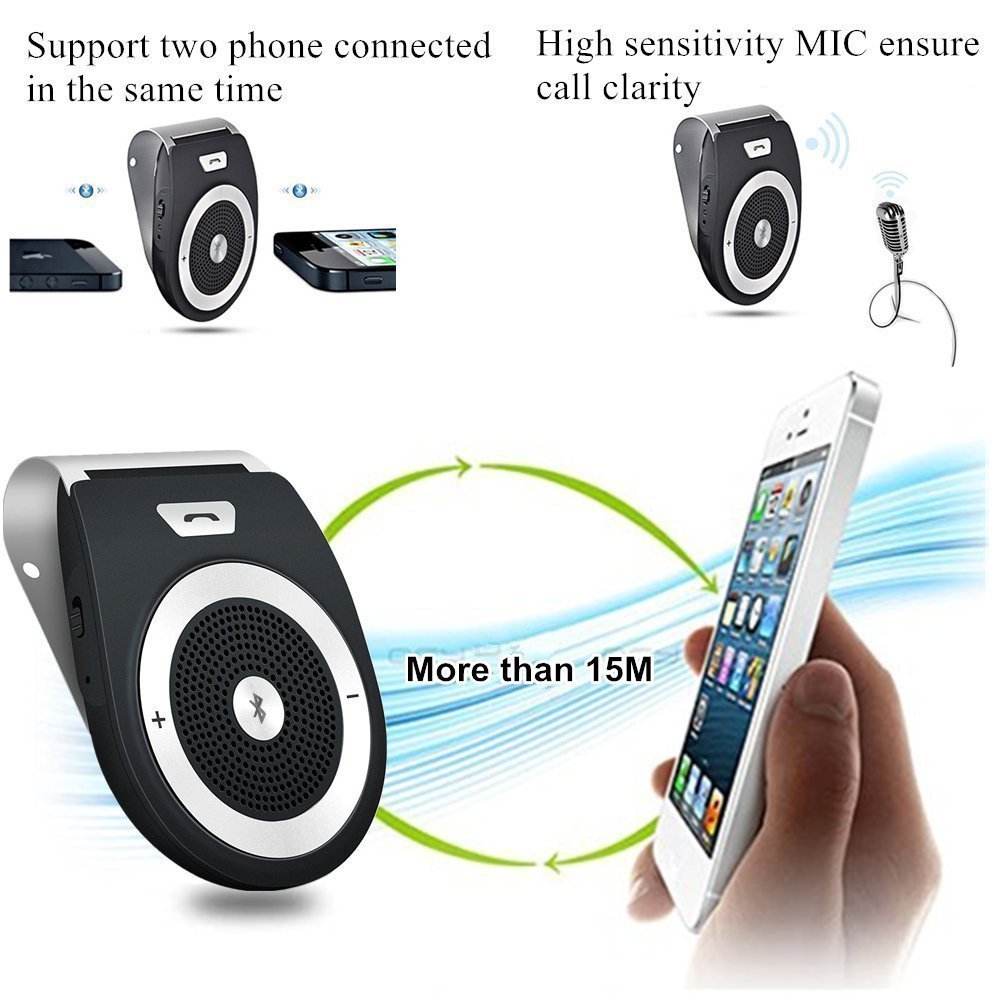 Support two phone connected
in the same time
High sensitivity MIC ensure
call clarity
More than 15M